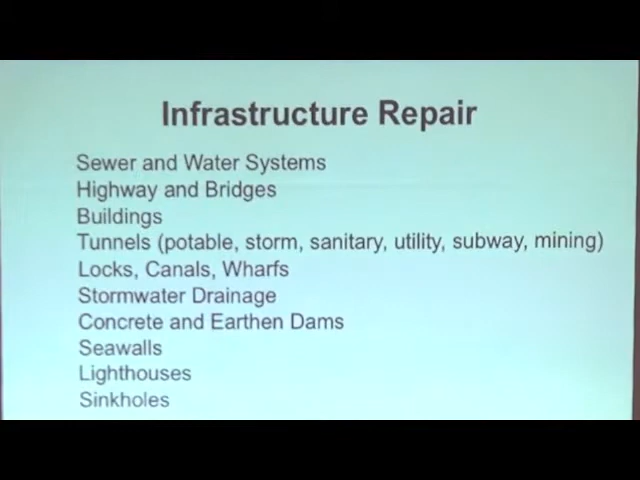 Infrastructure Repair
Sewer and Water Systems
Highway and Bridges
Buildings
Tunnels (potable, storm, sanitary, utility, subway, mining)
Locks, Canals, Wharfs
Stormwater Drainage
Concrete and Earthen Dams
Seawalls
Lighthouses
Sinkholes